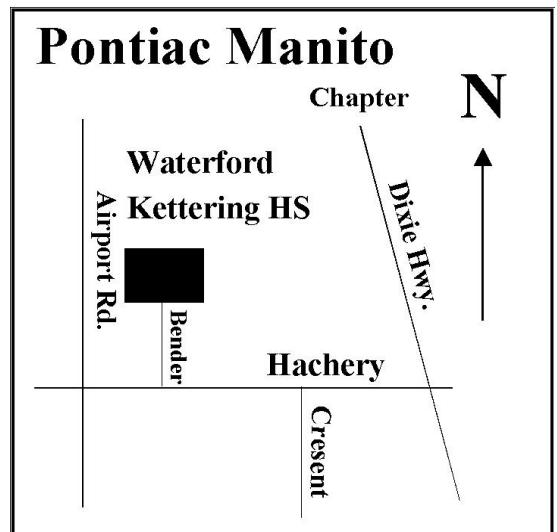 Pontiac Manito
Chapter
N
Waterford
Kettering HS
Airport Rd.
Dixie Hwy.
Bender
Hachery
Cresent